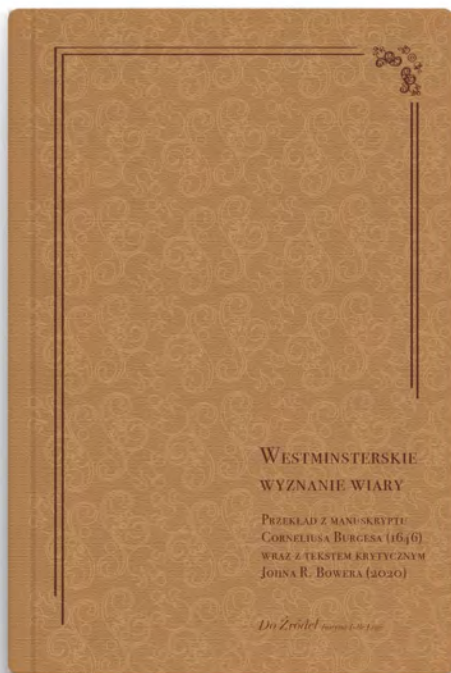 Westminsterskie
wyznanie wiary
Przekład z manuskryptu
Corneliusa Burgesa (1646)
wraz z tekstem krytycznym
Johna R. Bowera (2020)
Do Źródeł